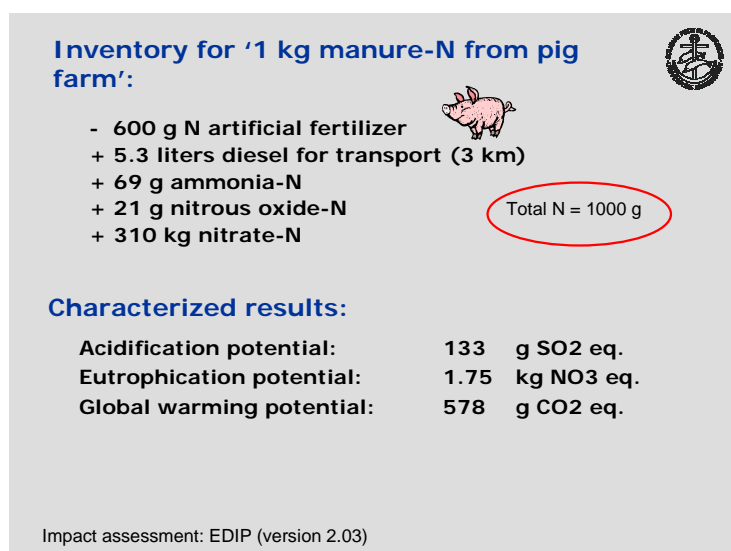 Inventory for ‘1 kg manure-N from pig
farm’:
- 600 g N artificial fertilizer
+ 5.3 liters diesel for transport (3 km)
+ 69 g ammonia-N
+ 21 g nitrous oxide-N
Total N = 1000 g
+ 310 kg nitrate-N
Characterized results:
Acidification potential: 133 g SO2 eq.
Eutrophication potential: 1.75 kg NO3 eq.
Global warming potential: 578 g CO2 eq.
Impact assessment: EDIP (version 2.03)